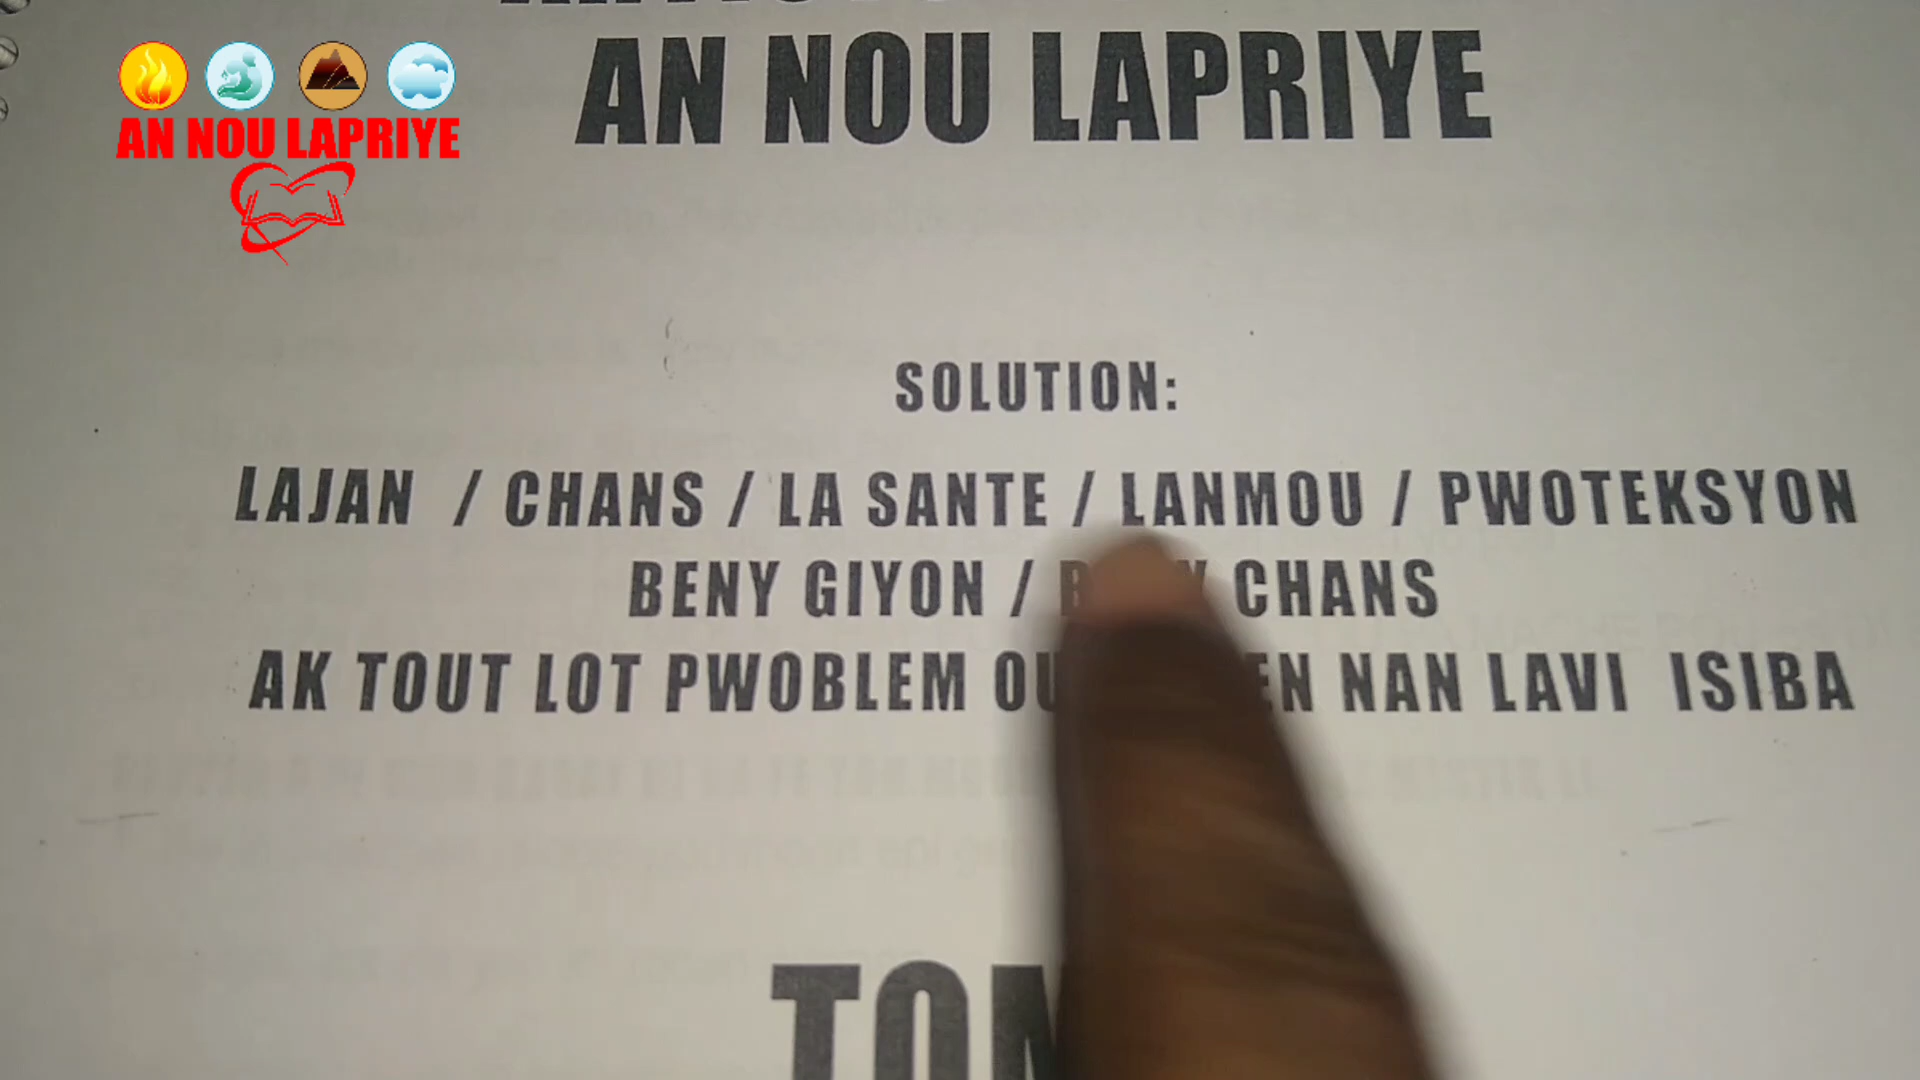 AN NOU LAPRIYE
AN NOU LAPRIYE
SOLUTION:
LAJAN / CHANS / LA SANTE / LANMOU / PWOTEKSYON
BENY GIYON / CHANS
AK TOUT LOT PWOBLEM NAN LAVI ISIBA